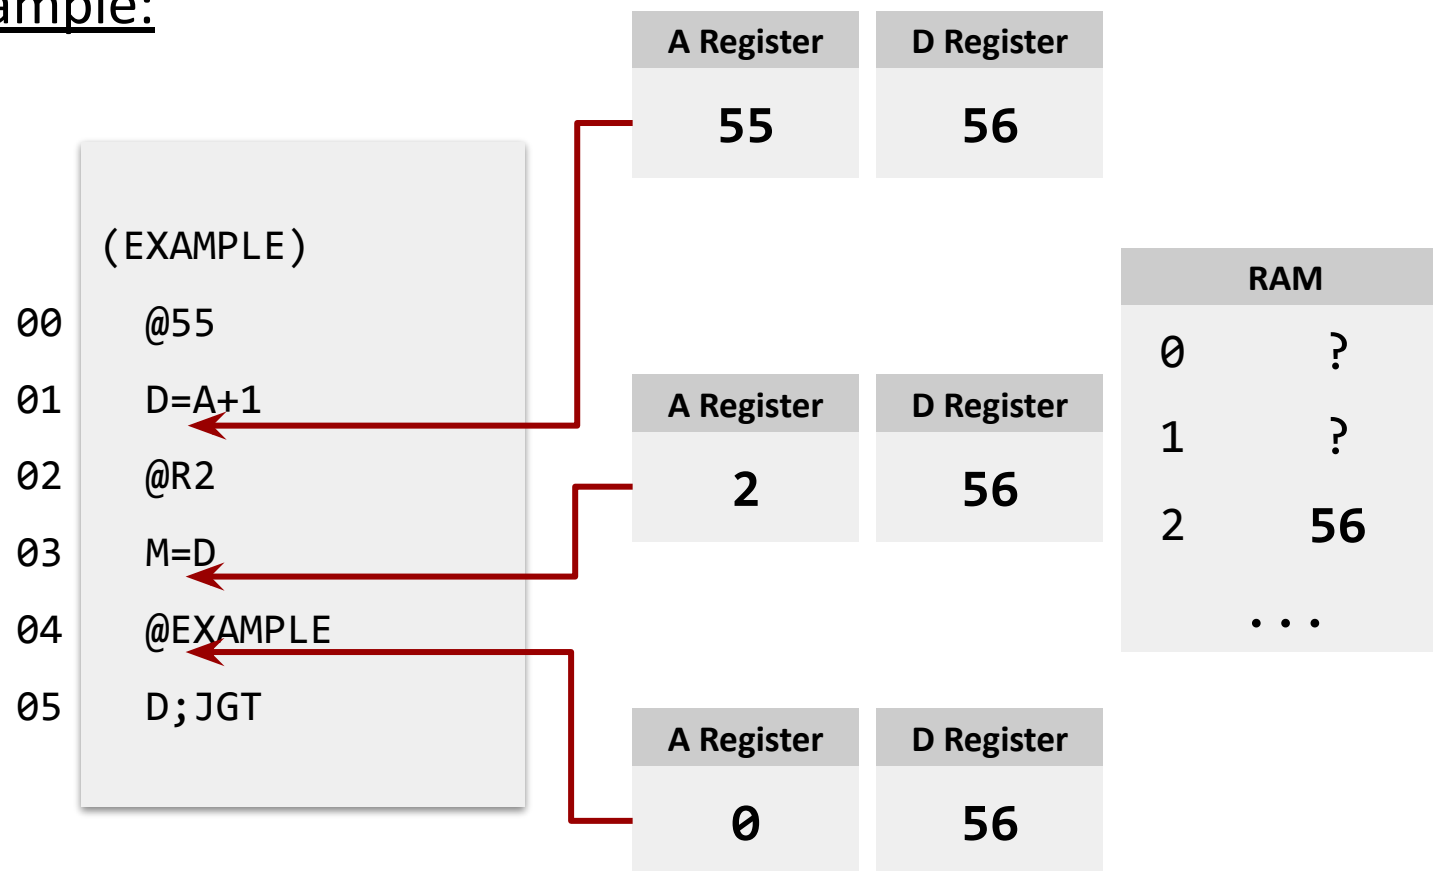 ample:
(EXAMPLE)
00 @55
01 D=A+1
02 @R2
03 M=D
04 @EXAMPLE
05 D;JGT
A Register D Register
55 56
A Register D Register
2 56
A Register D Register
0 56
RAM
0 ?
1 ?
2 56
...